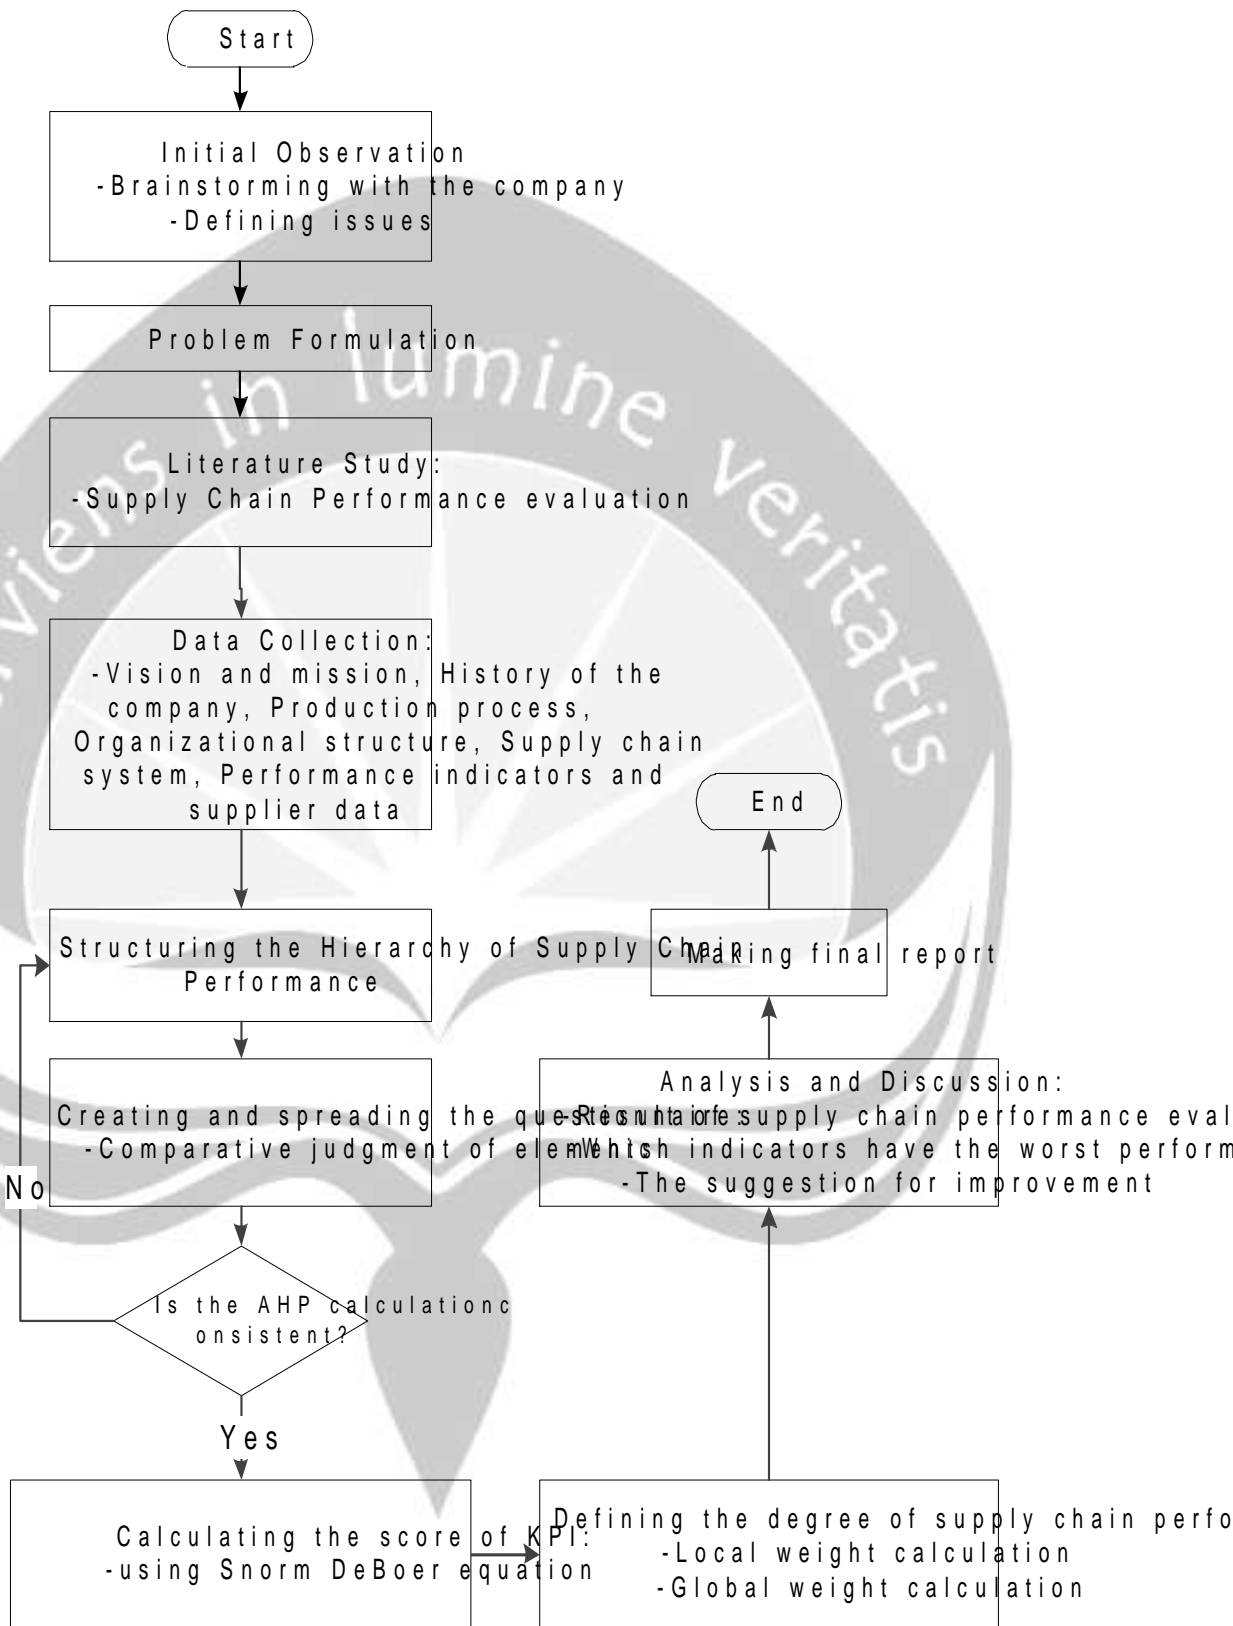 Start
Initial Observation
-Brainstorming with the company
-Defining issues
Problem Formulation
Literature Study:
-Supply Chain Performance evaluation
Data Collection:
-Vision and mission, History of the
company, Production process,
Organizational structure, Supply chain
system, Performance indicators and
supplier data
Structuring the Hierarchy of Supply Chain
Performance
Creating and spreading the questionnaire:
-Comparative judgment of elements
No
Is the AHP calculationc
onsistent?
Yes
Calculating the score of KPI:
-using Snorm DeBoer equation
Defining the degree of supply chain perfo
-Local weight calculation
-Global weight calculation
Analysis and Discussion:
-Result of supply chain performance eval
-Which indicators have the worst perform
-The suggestion for improvement
Making final report
End
viens in lumine veritatis